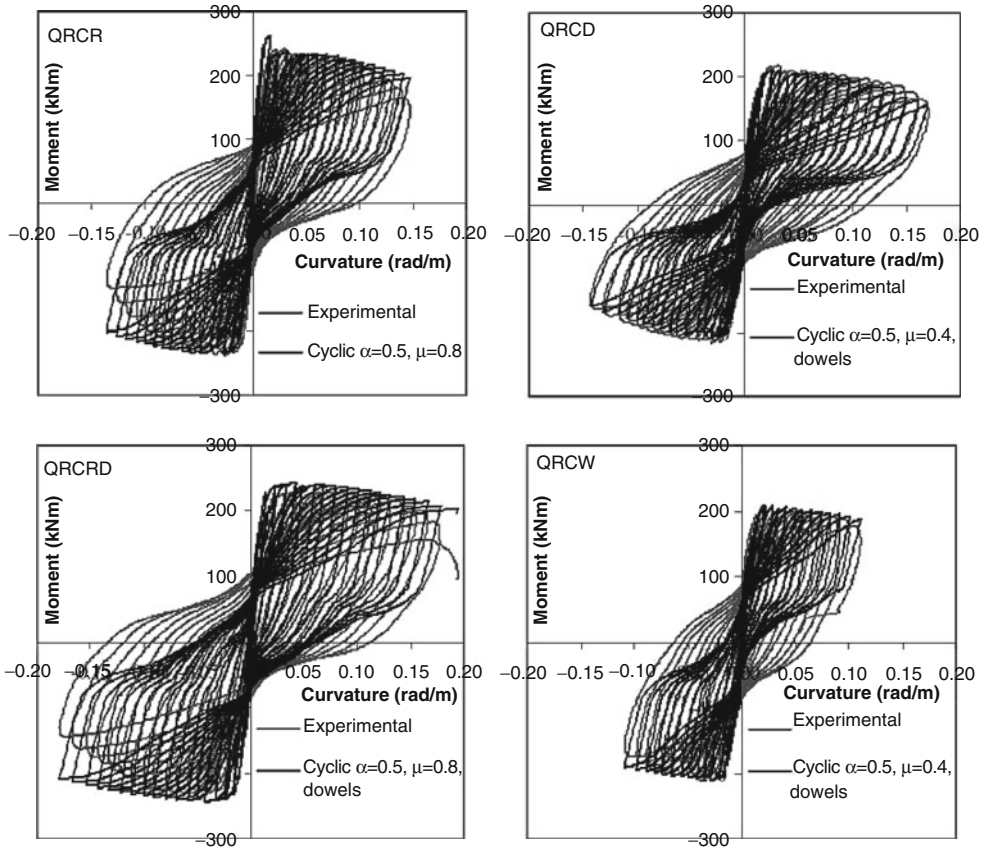 300
QRCR
Moment (kNm)
200
100
−0.20 −0.15 0.05 0.10 0.15 0.20
Curvature (rad/m)
Experimental
Cyclic α=0.5, μ=0.8
−300
300
QRCD
Moment (kNm)
200
100
−0.20 −0.15 0.05 0.10 0.15 0.20
Curvature (rad/m)
Experimental
Cyclic α=0.5, μ=0.4,
dowels
−300
300
QRCRD
Moment (kNm)
200
100
−0.20 −0.15 0.05 0.10 0.15 0.20
Curvature (rad/m)
Experimental
Cyclic α=0.5, μ=0.8,
dowels
−300
300
QRCW
Moment (kNm)
200
100
−0.20 −0.15 −0.10 0.05 0.10 0.15 0.20
Curvature (rad/m)
Experimental
Cyclic α=0.5, μ=0.4,
dowels
−300